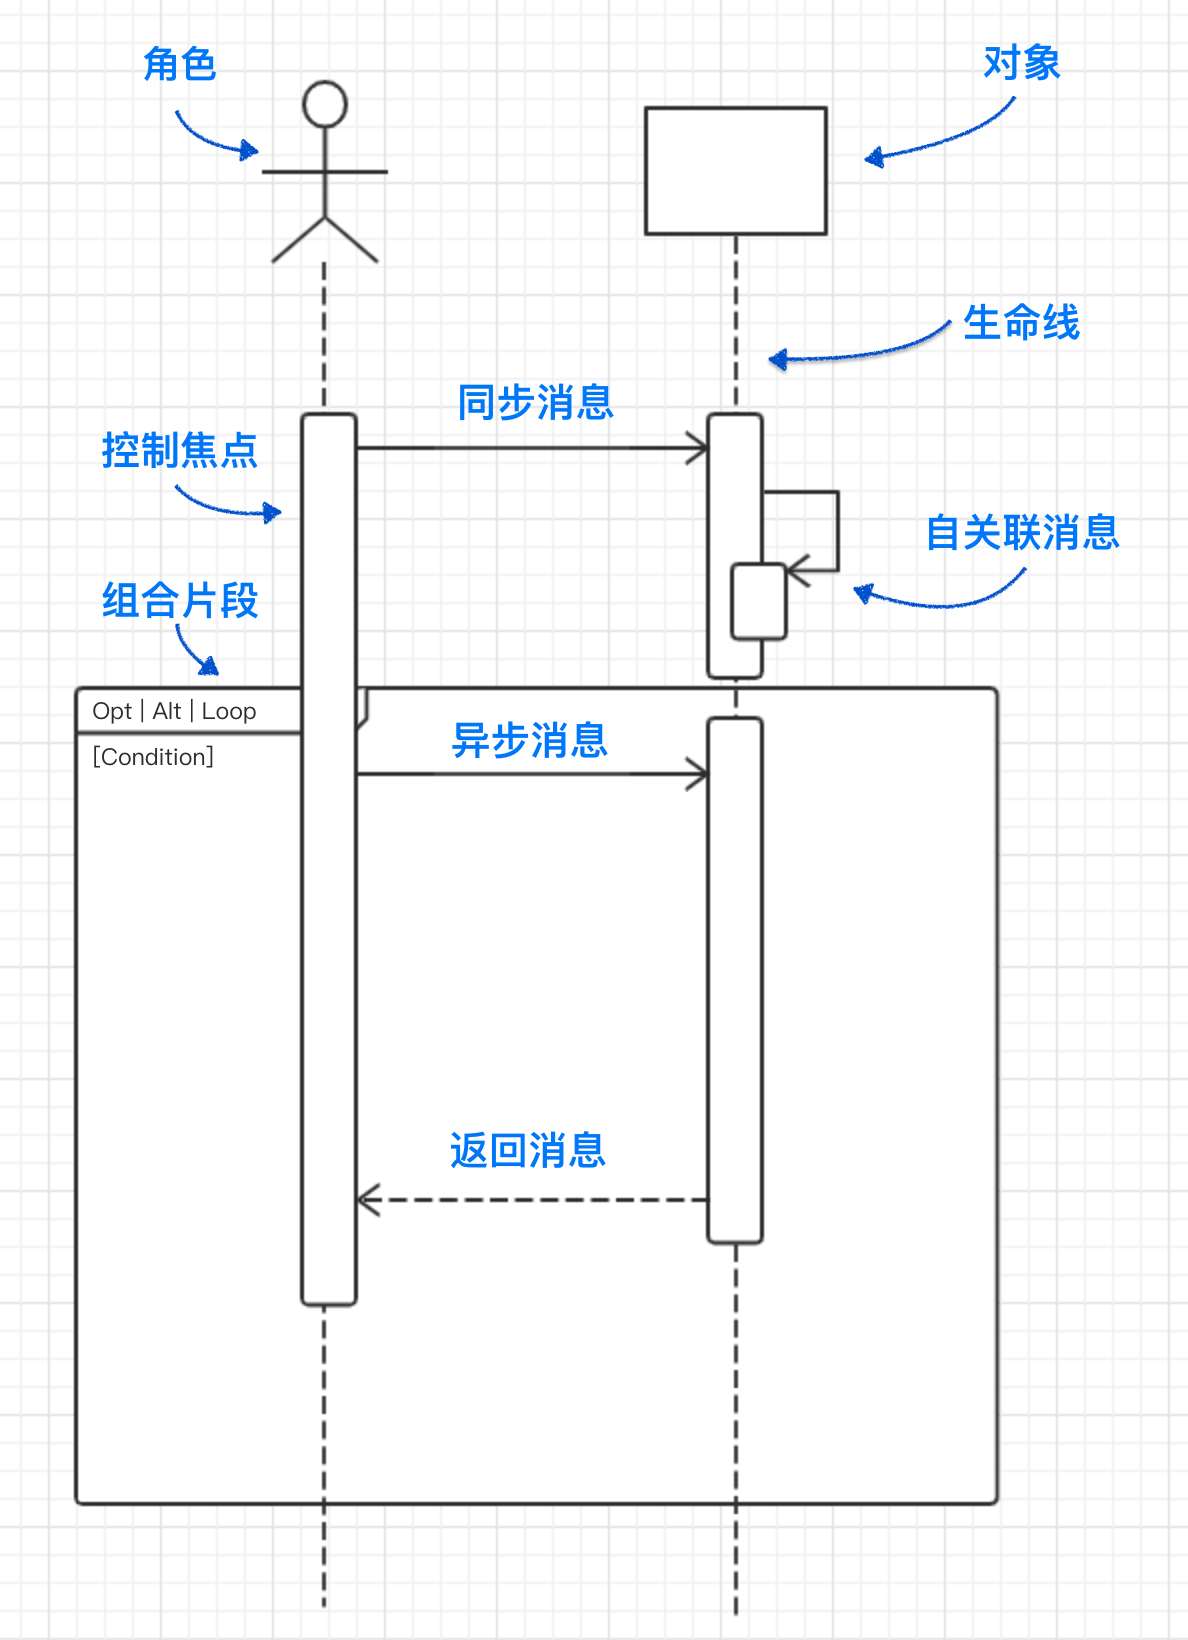 角色
对象
生命线
同步消息
控制焦点
自关联消息
组合片段
Opt | Alt | Loop
异步消息
[Condition]
返回消息